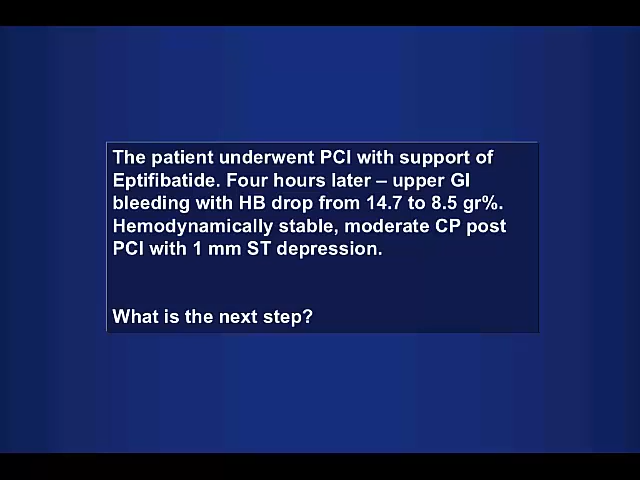 The patient underwent PCI with support of
Eptifibatide. Four hours later – upper GI
bleeding with HB drop from 14.7 to 8.5 gr%.
Hemodynamically stable, moderate CP post
PCI with 1 mm ST depression.
What is the next step?